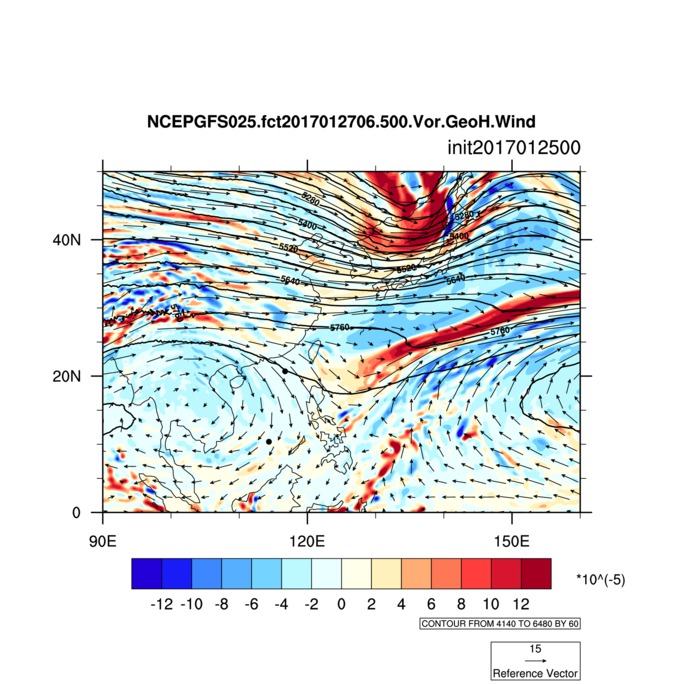 NCEPGFS025.fct2017012706.500.Vor.GeoH.Wind
init2017012500
5280
5280
5400
5400
40N
5520
5520
5640
5640
5760
5760
20N
0
90E 120E 150E
-12 -10 -8 -6 -4 -2 0 2 4 6 8 10 12
*10^(-5)
CONTOUR FROM 4140 TO 6480 BY 60
15
Reference Vector